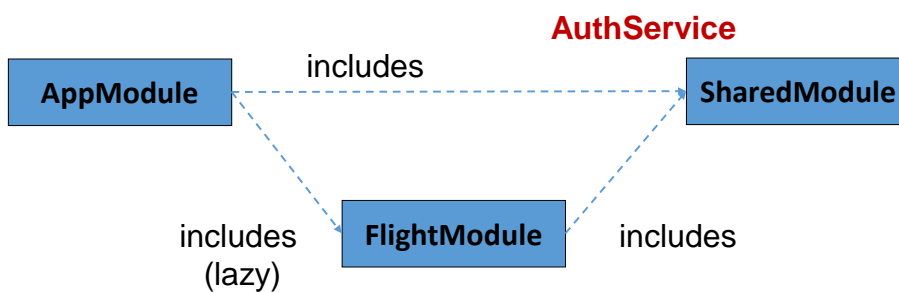 AuthService
includes
AppModule
SharedModule
includes
(lazy)
FlightModule
includes